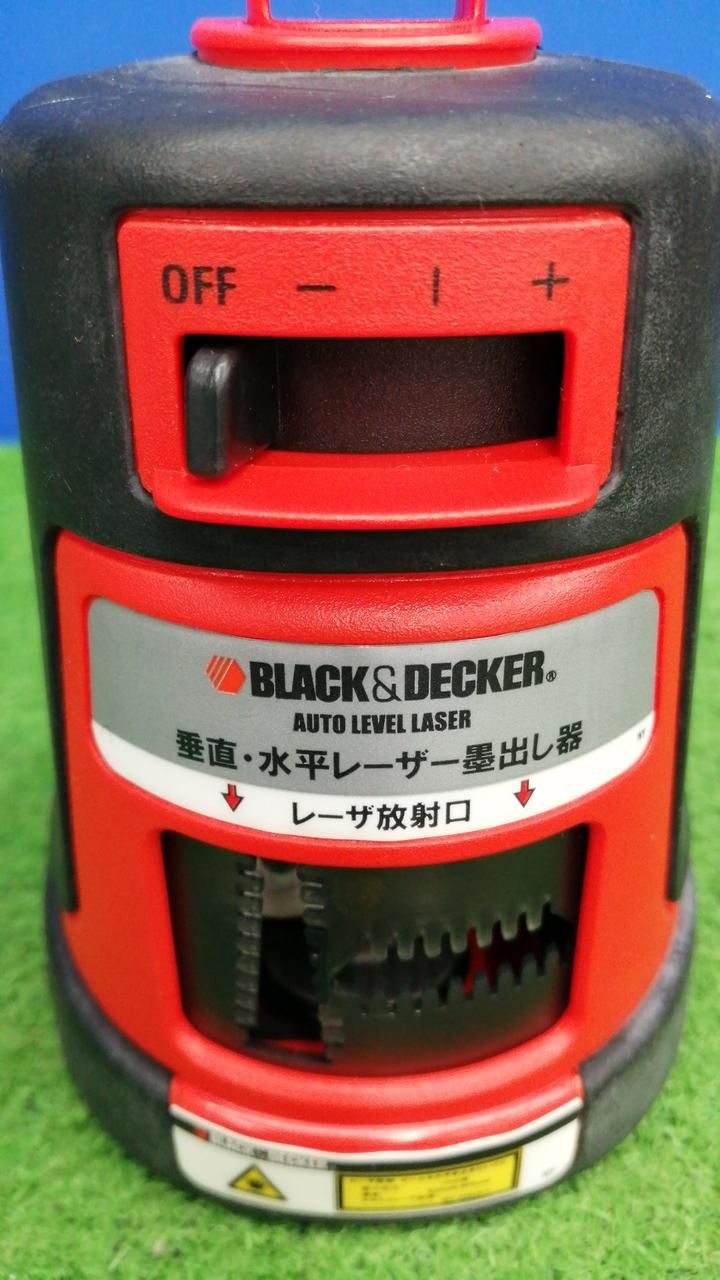 OFF — | +
BLACK&DECKER®
AUTO LEVEL LASER
垂直・水平レーザー墨出し器
レーザ放射口